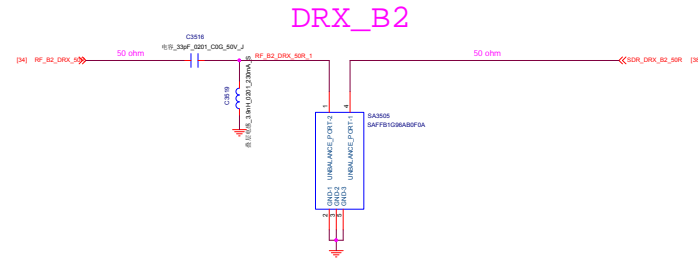 DRX_B2
C3516
电容_33pF_0201_C0G_50V_J
50 ohm
[34] RF_B2_DRX_50
RF_B2_DRX_50R_1
50 ohm
SDR_DRX_B2_50R [38
C3519
叠层电感_3.9nH_0201_230mA_S
1
4
UNBALANCE_PORT-2
UNBALANCE_PORT-1
SA3505
SAFFB1G96AB0F0A
GND-1
GND-2
GND-3
2
3
5